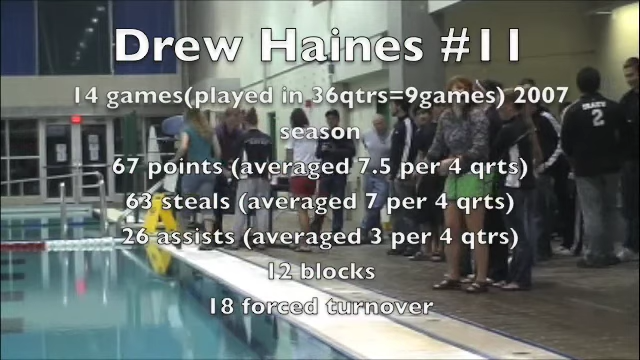 Drew Haines #11
14 games(played in 36qtrs=9games) 2007
season
67 points (averaged 7.5 per 4 qrts)
63 steals (averaged 7 per 4 qrts)
26 assists (averaged 3 per 4 qtrs)
12 blocks
18 forced turnover
2